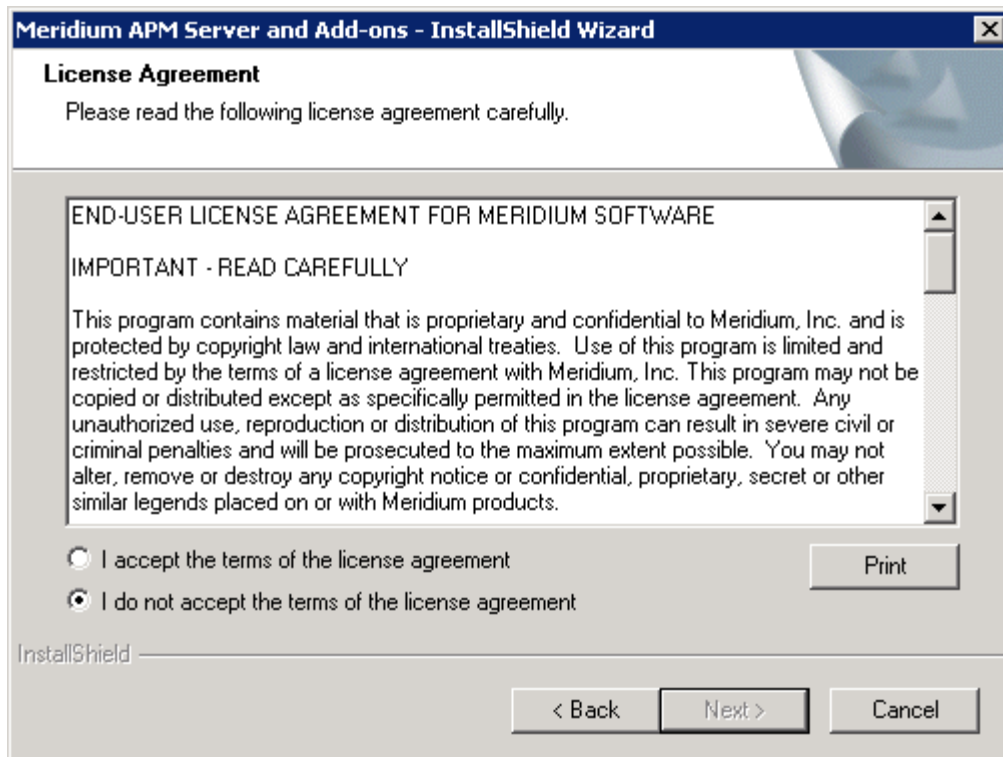 Meridium APM Server and Add-ons - InstallShield Wizard
License Agreement
Please read the following license agreement carefully.
END-USER LICENSE AGREEMENT FOR MERIDIUM SOFTWARE
IMPORTANT - READ CAREFULLY
This program contains material that is proprietary and confidential to Meridium, Inc. and is
protected by copyright law and international treaties.  Use of this program is limited and
restricted by the terms of a license agreement with Meridium, Inc. This program may not be
copied or distributed except as specifically permitted in the license agreement.  Any
unauthorized use, reproduction or distribution of this program can result in severe civil or
criminal penalties and will be prosecuted to the maximum extent possible.  You may not
alter, remove or destroy any copyright notice or confidential, proprietary, secret or other
similar legends placed on or with Meridium products.
I accept the terms of the license agreement
Print
I do not accept the terms of the license agreement
InstallShield
< Back
Next >
Cancel